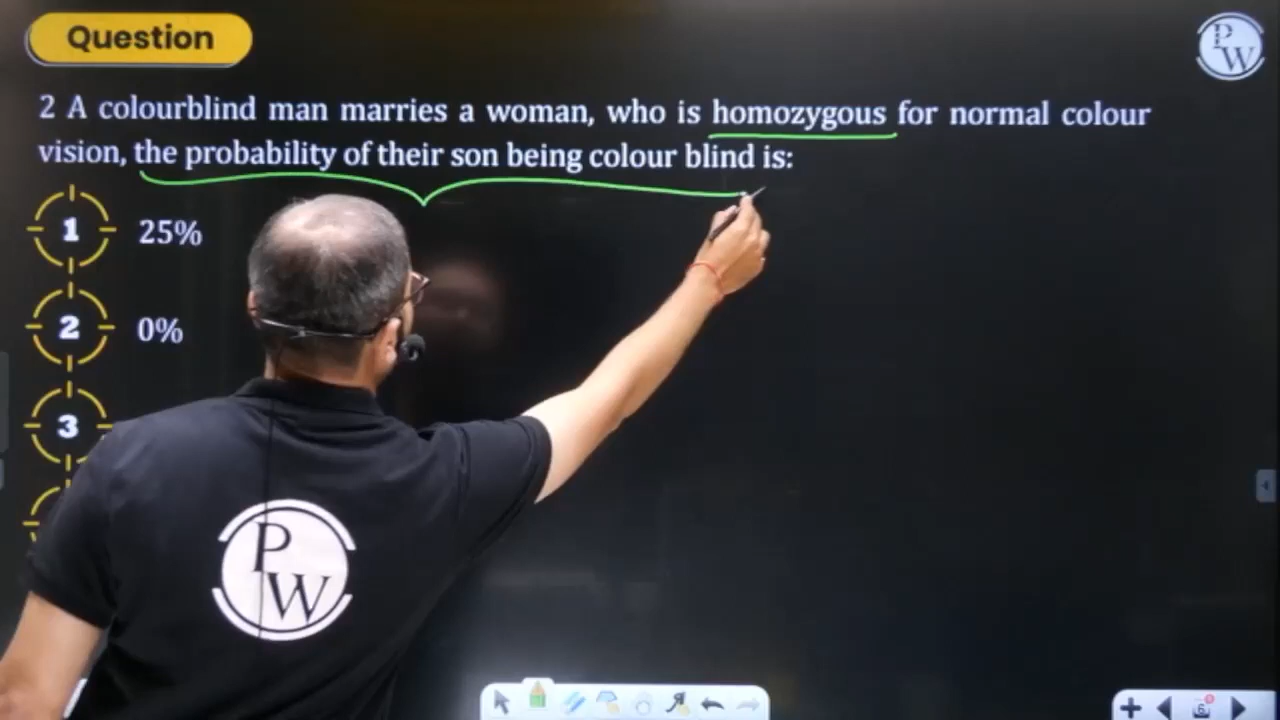 Question
P
W
2 A colourblind man marries a woman, who is homozygous for normal colour
vision, the probability of their son being colour blind is:
1 25%
2 0%
3
P
W
6